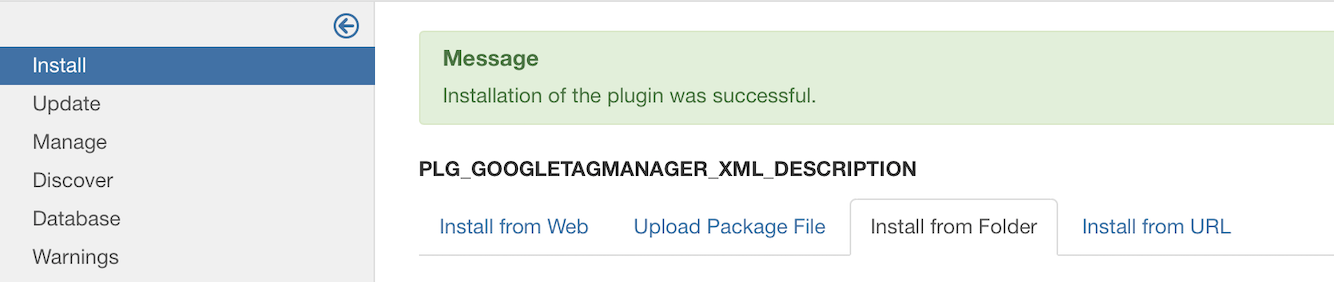 Install
Update
Manage
Discover
Database
Warnings
Message
Installation of the plugin was successful.
PLG_GOOGLETAGMANAGER_XML_DESCRIPTION
Install from Web Upload Package File Install from Folder Install from URL